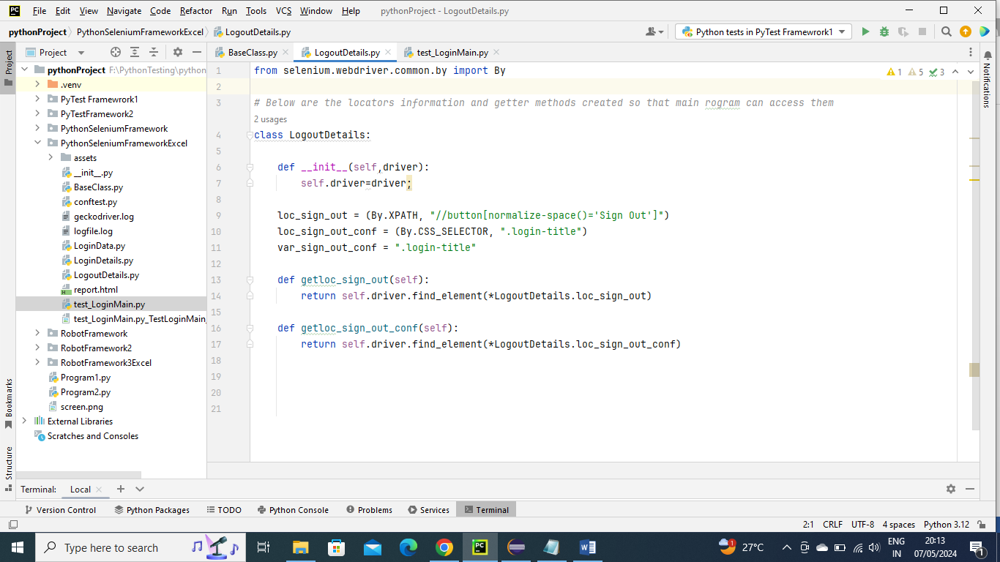 PC File Edit View Navigate Code Refactor Run Tools VCS Window Help pythonProject - LogoutDetails.py
pythonProject PythonSeleniumFrameworkExcel LogoutDetails.py Python tests in PyTest Framewrork1
Project
Project
BaseClass.py LogoutDetails.py test_LoginMain.py
Notifications
pythonProject F:\PythonTesting\python
.venv
PyTest Framewrork1
PyTestFramework2
PythonSeleniumFramework
PythonSeleniumFrameworkExcel
assets
__init__.py
BaseClass.py
conftest.py
geckodriver.log
logfile.log
LoginData.py
LoginDetails.py
LogoutDetails.py
report.html
test_LoginMain.py
test_LoginMain.py_TestLoginMain_
RobotFramework
RobotFramework2
RobotFramework3Excel
Program1.py
Program2.py
screen.png
External Libraries
Scratches and Consoles
Bookmarks
Structure
1 from selenium.webdriver.common.by import By
1 5 3
2
3 # Below are the locators information and getter methods created so that main rogram can access them
2 usages
4 class LogoutDetails:
5
6 def __init__(self,driver):
7 self.driver=driver;
8
9 loc_sign_out = (By.XPATH, "//button[normalize-space()='Sign Out']")
10 loc_sign_out_conf = (By.CSS_SELECTOR, ".login-title")
11 var_sign_out_conf = ".login-title"
12
13 def getloc_sign_out(self):
14 return self.driver.find_element(*LogoutDetails.loc_sign_out)
15
16 def getloc_sign_out_conf(self):
17 return self.driver.find_element(*LogoutDetails.loc_sign_out_conf)
18
19
20
21
Terminal: Local
Version Control Python Packages TODO Python Console Problems Services Terminal
2:1 CRLF UTF-8 4 spaces Python 3.12
Type here to search
PC
27°C
ENG
IN
20:13
07/05/2024
1